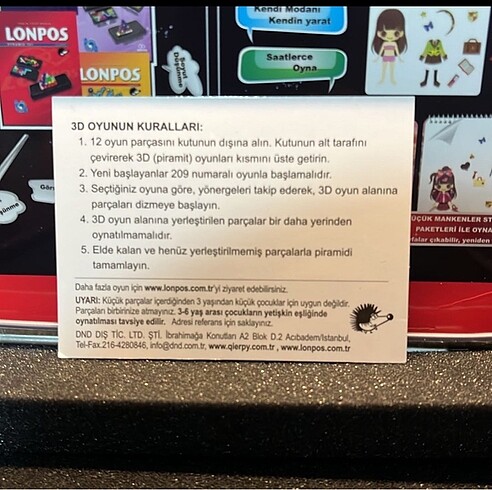 LONPOS
LONPOS
Soyut
Düşünme
Kendi Modanı
Kendin yarat
Saatlerce
Oyna
3D OYUNUN KURALLARI:
1. 12 oyun parçasını kutunun dışına alın. Kutunun alt tarafını
çevirerek 3D (piramit) oyunları kısmını üste getirin.
2. Yeni başlayanlar 209 numaralı oyunla başlamalıdır.
3. Seçtiğiniz oyuna göre, yönergeleri takip ederek, 3D oyun alanına
parçaları dizmeye başlayın.
4. 3D oyun alanına yerleştirilen parçalar bir daha yerinden
oynatılmamalıdır.
5. Elde kalan ve henüz yerleştirilmemiş parçalarla piramidi
tamamlayın.
Daha fazla oyun için www.lonpos.com.tr'yi ziyaret edebilirsiniz.
UYARI: Küçük parçalar içerdiğinden 3 yaşından küçük çocuklar için uygun değildir.
Parçaları birbirinize atmayınız. 3-6 yaş arası çocukların yetişkin eşliğinde
oynatılması tavsiye edilir. Adresi referans için saklayınız.
DND DIŞ TİC. LTD. ŞTİ. İbrahimağa Konutları A2 Blok D.2 Acıbadem/İstanbul,
Tel-Fax.216-4280846, info@dnd.com.tr, www.qierpy.com.tr , www.lonpos.com.tr
KÜÇÜK MANKENLER ST
PAKETLERİ İLE OYNA
çıkabilir, yeniden